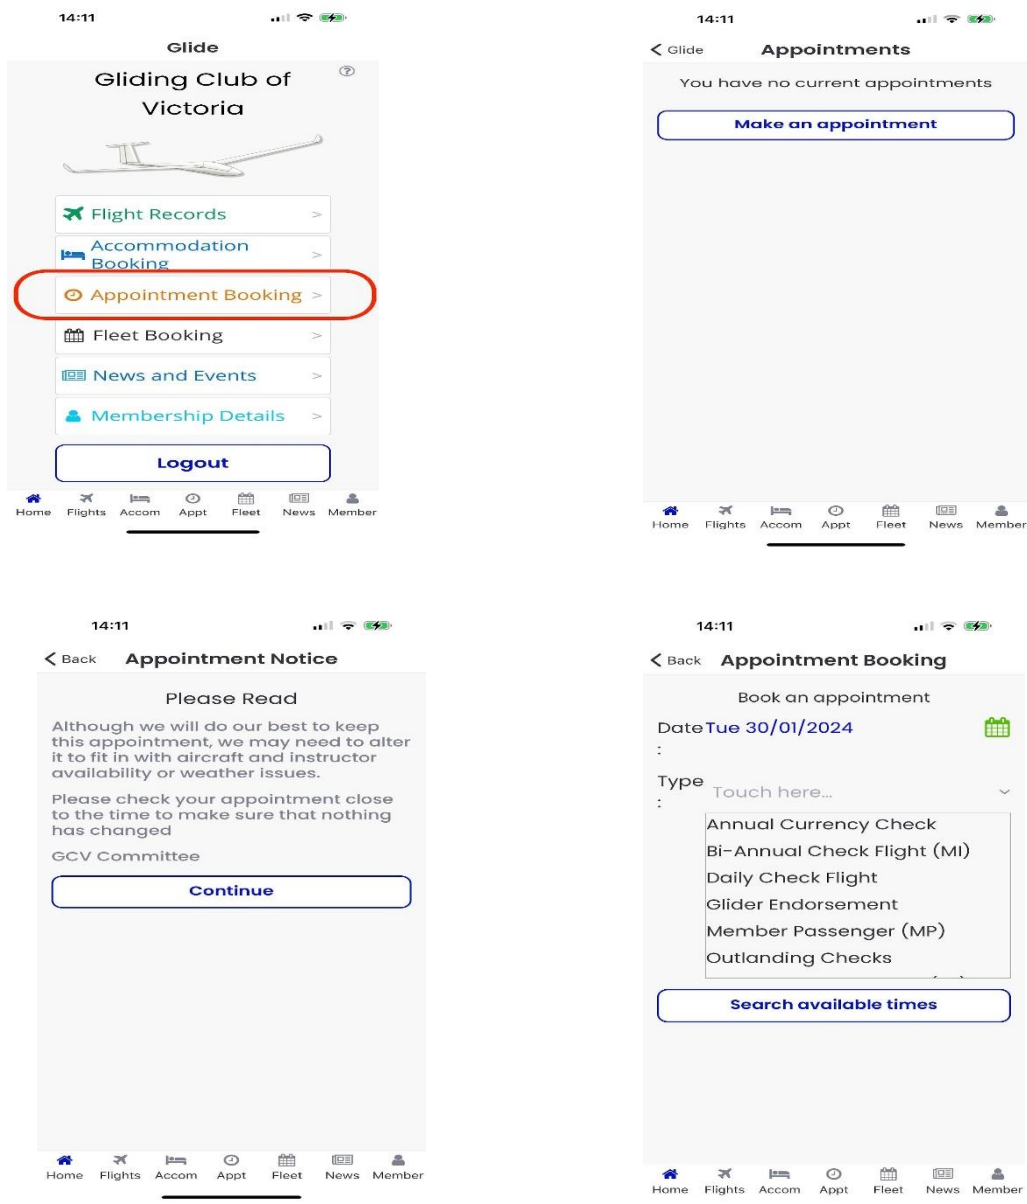 14:11
Glide
Gliding Club of
Victoria
Flight Records >
Accommodation
Booking >
Appointment Booking >
Fleet Booking >
News and Events >
Membership Details >
Logout
Home Flights Accom Appt Fleet News Member
14:11
< Glide Appointments
You have no current appointments
Make an appointment
Home Flights Accom Appt Fleet News Member
14:11
< Back Appointment Notice
Please Read
Although we will do our best to keep
this appointment, we may need to alter
it to fit in with aircraft and instructor
availability or weather issues.
Please check your appointment close
to the time to make sure that nothing
has changed
GCV Committee
Continue
Home Flights Accom Appt Fleet News Member
14:11
< Back Appointment Booking
Book an appointment
Date Tue 30/01/2024
:
Type Touch here...
:
Annual Currency Check
Bi-Annual Check Flight (MI)
Daily Check Flight
Glider Endorsement
Member Passenger (MP)
Outlanding Checks
Search available times
Home Flights Accom Appt Fleet News Member